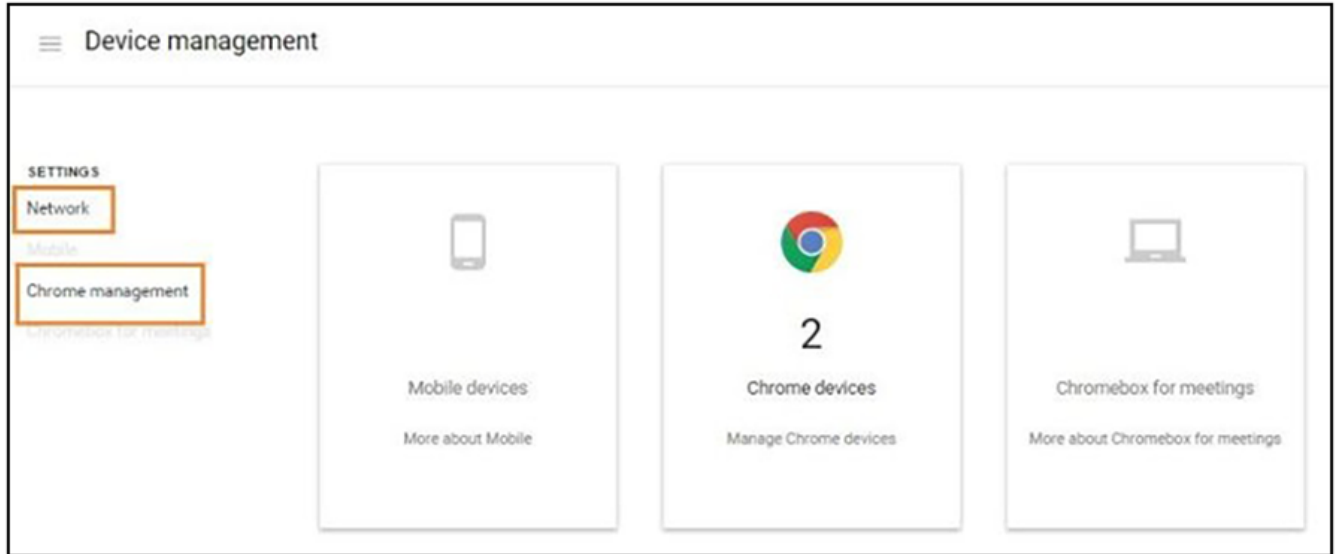 Device management
SETTINGS
Network
Mobile
Chrome management
Chromebox for meetings
Mobile devices
More about Mobile
2
Chrome devices
Manage Chrome devices
Chromebox for meetings
More about Chromebox for meetings